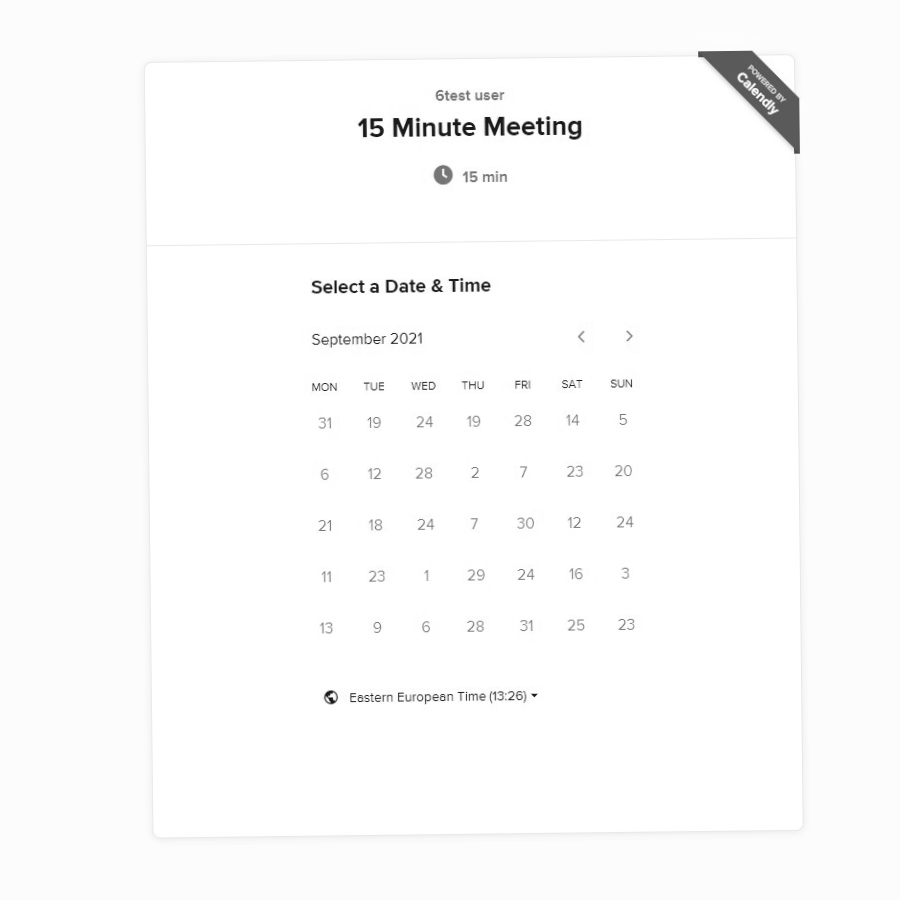 POWERED BY
Calendly
6test user
15 Minute Meeting
15 min
Select a Date & Time
September 2021
MON TUE WED THU FRI SAT SUN
31 19 24 19 28 14 5
6 12 28 2 7 23 20
21 18 24 7 30 12 24
11 23 1 29 24 16 3
13 9 6 28 31 25 23
Eastern European Time (13:26)